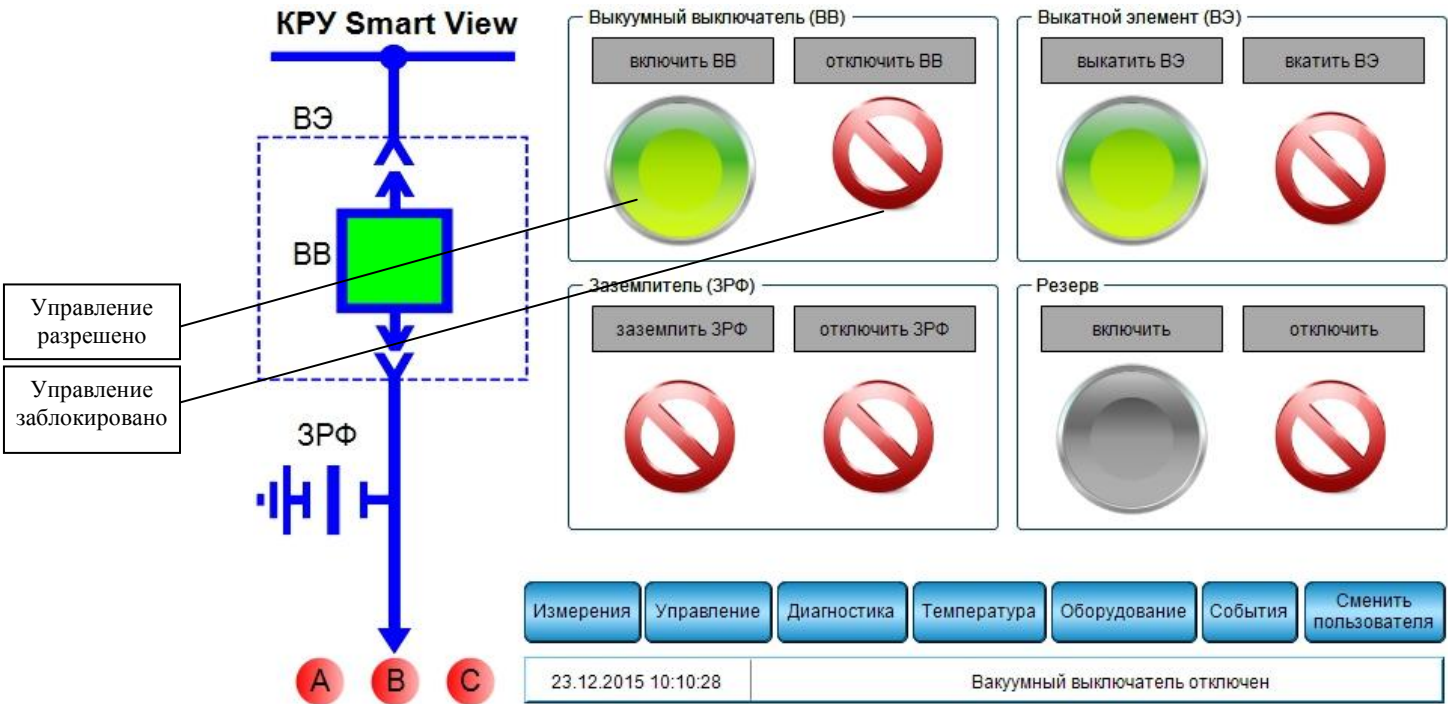 КРУ Smart View
ВЭ
ВВ
ЗРФ
A
B
C
Управление
разрешено
Управление
заблокировано
Выкуумный выключатель (ВВ)
включить ВВ
отключить ВВ
Выкатной элемент (ВЭ)
выкатить ВЭ
вкатить ВЭ
Заземлитель (ЗРФ)
заземлить ЗРФ
отключить ЗРФ
Резерв
включить
отключить
Измерения
Управление
Диагностика
Температура
Оборудование
События
Сменить
пользователя
23.12.2015 10:10:28
Вакуумный выключатель отключен